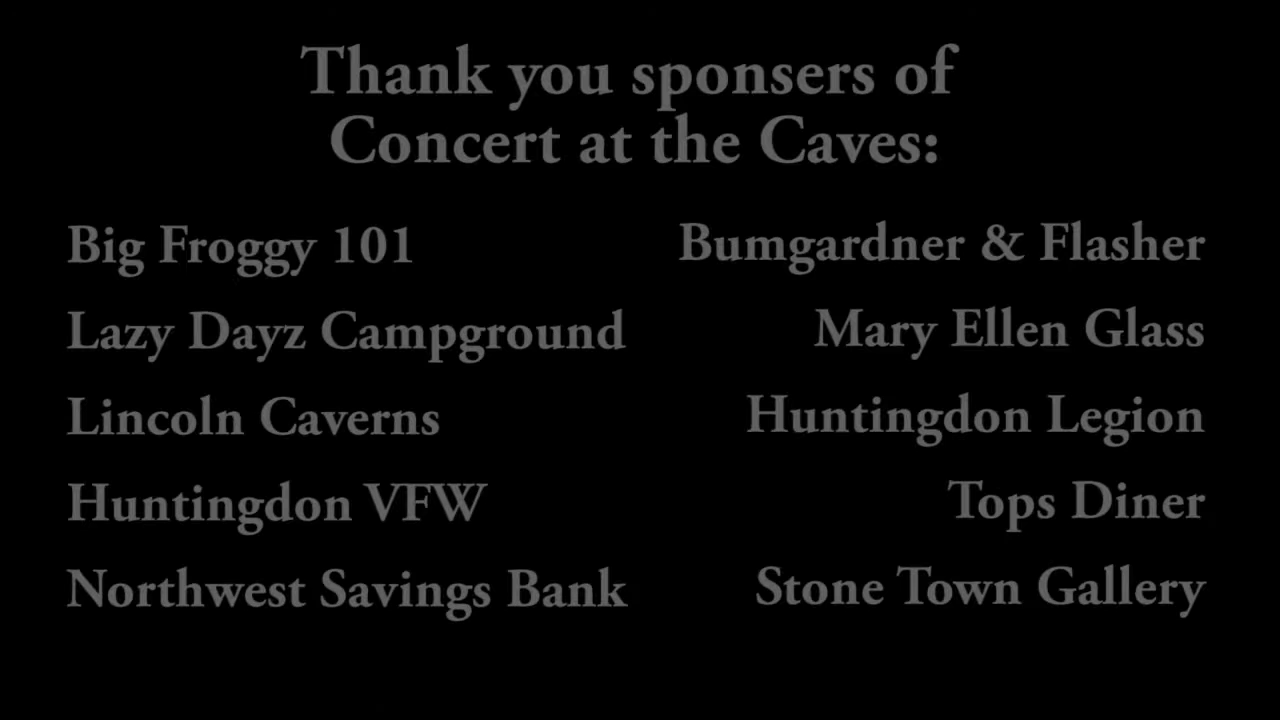 Thank you sponsers of
Concert at the Caves:
Big Froggy 101
Lazy Dayz Campground
Lincoln Caverns
Huntingdon VFW
Northwest Savings Bank
Bumgardner & Flasher
Mary Ellen Glass
Huntingdon Legion
Tops Diner
Stone Town Gallery